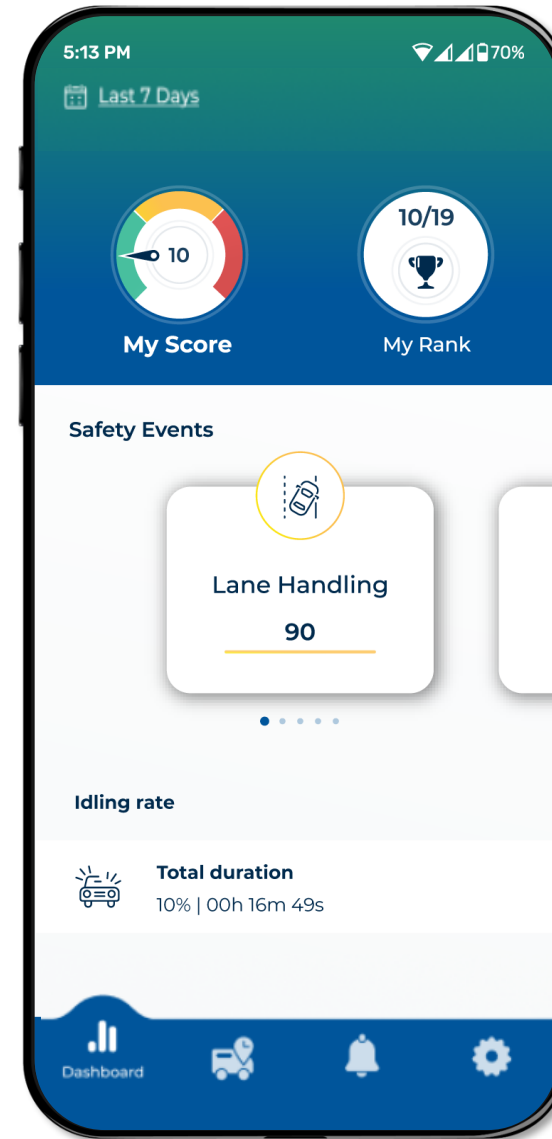 5:13 PM
70%
Last 7 Days
10
10/19
My Score
My Rank
Safety Events
Lane Handling
90
Idling rate
Total duration
10% | 00h 16m 49s
Dashboard